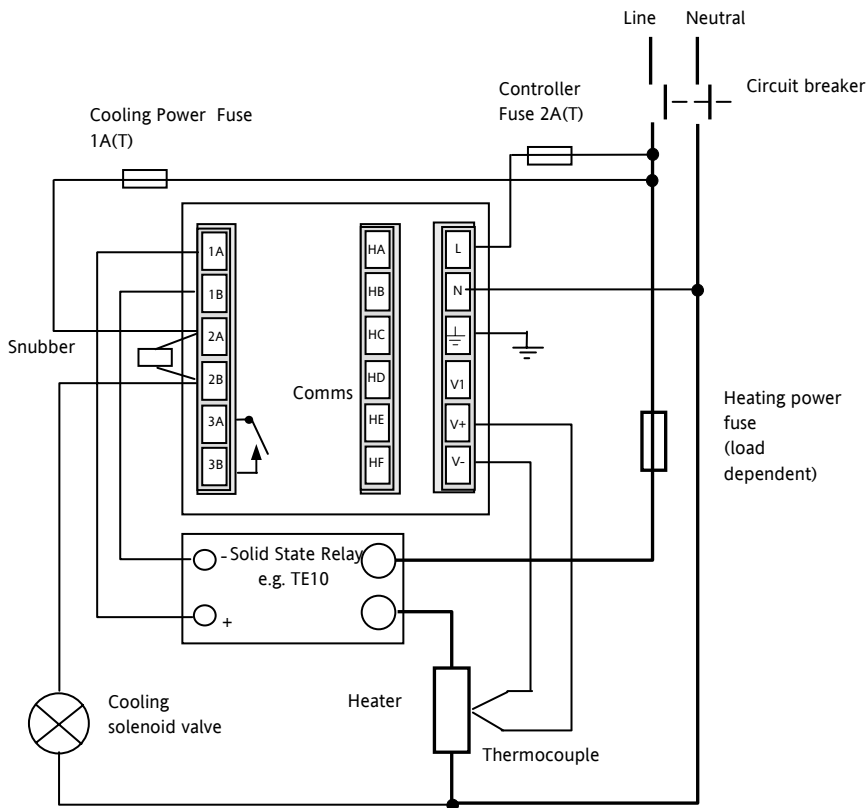 Line Neutral
Circuit breaker
Controller
Fuse 2A(T)
Cooling Power Fuse
1A(T)
1A
1B
2A
2B
3A
3B
Snubber
HA
HB
HC
HD
HE
HF
Comms
L
N
V1
V+
V-
Heating power
fuse
(load
dependent)
- Solid State Relay
e.g. TE10
+
Cooling
solenoid valve
Heater
Thermocouple